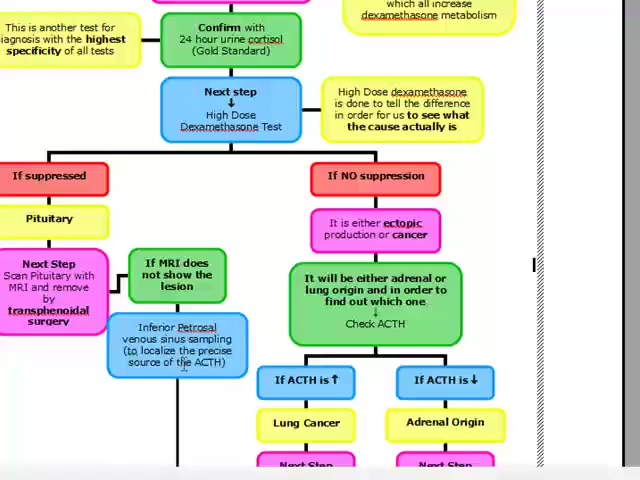 which all increase
dexamethasone metabolism
This is another test for
iagnosis with the highest
specificity of all tests
Confirm with
24 hour urine cortisol
(Gold Standard)
Next step
↓
High Dose
Dexamethasone Test
High Dose dexamethasone
is done to tell the difference
in order for us to see what
the cause actually is
If suppressed
If NO suppression
Pituitary
It is either ectopic
production or cancer
Next Step
Scan Pituitary with
MRI and remove
by
transphenoidal
surgery
If MRI does
not show the
lesion
It will be either adrenal or
lung origin and in order to
find out which one
↓
Check ACTH
Inferior Petrosal
venous sinus sampling
(to localize the precise
source of the ACTH)
If ACTH is ↑
If ACTH is ↓
Lung Cancer
Adrenal Origin
Next Step
Next Step